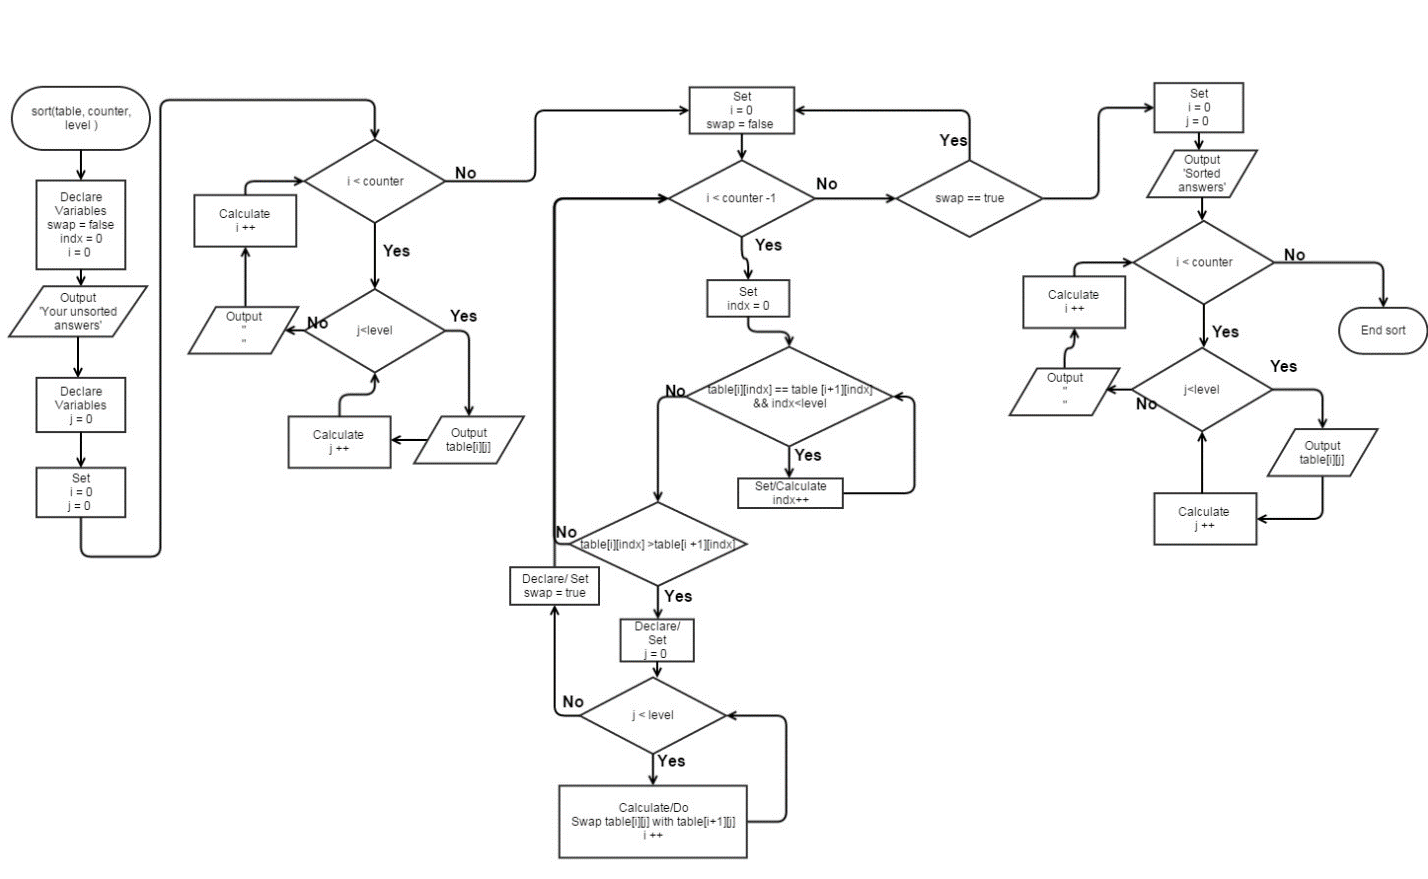 sort(table, counter,
level )
Declare
Variables
swap = false
indx = 0
i = 0
Output
'Your unsorted
answers'
Declare
Variables
j = 0
Set
i = 0
j = 0
i < counter
No
Yes
Calculate
i ++
j<level
No
Yes
Output
"
"
Output
table[i][j]
Calculate
j ++
Set
i = 0
swap = false
i < counter -1
No
Yes
swap == true
Yes
Set
indx = 0
table[i][indx] == table [i+1][indx]
&& indx<level
No
Yes
Set/Calculate
indx++
table[i][indx] >table[i +1][indx]
No
Yes
Declare/ Set
swap = true
Declare/
Set
j = 0
j < level
No
Yes
Calculate/Do
Swap table[i][j] with table[i+1][j]
i ++
Set
i = 0
j = 0
Output
'Sorted
answers'
i < counter
No
Yes
End sort
Calculate
i ++
j<level
No
Yes
Output
"
"
Output
table[i][j]
Calculate
j ++